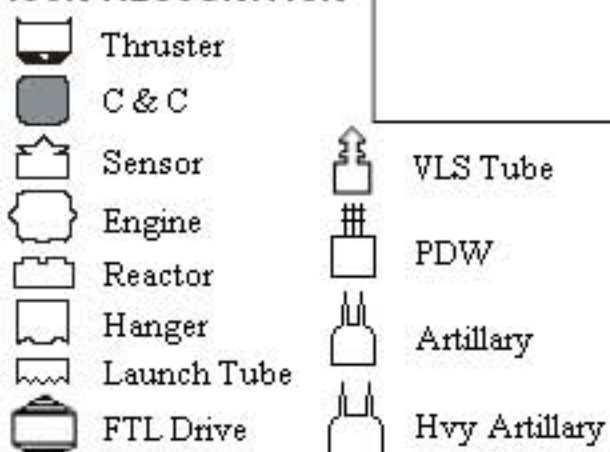 Thruster
C & C
Sensor
Engine
Reactor
Hanger
Launch Tube
FTL Drive
VLS Tube
PDW
Artillary
Hvy Artillary